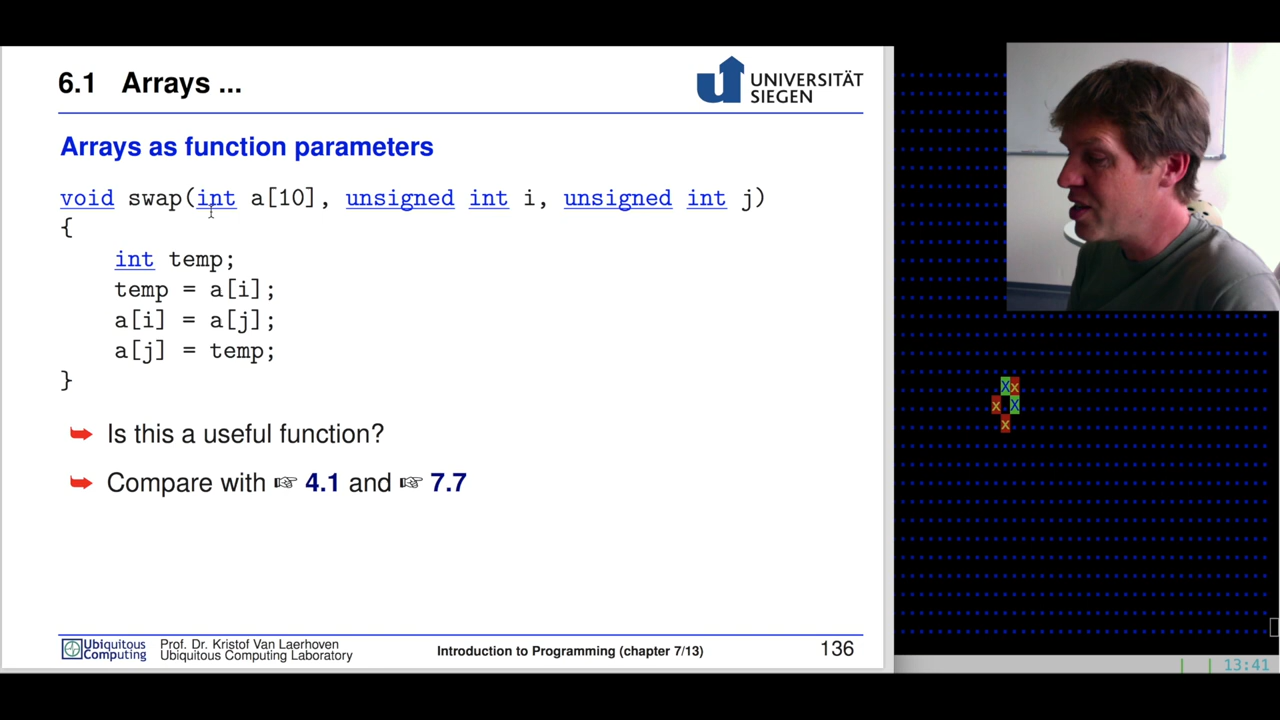 6.1 Arrays ...
UNIVERSITÄT
SIEGEN
Arrays as function parameters
void swap(int a[10], unsigned int i, unsigned int j)
{
int temp;
temp = a[i];
a[i] = a[j];
a[j] = temp;
}
➥ Is this a useful function?
➥ Compare with ☞ 4.1 and ☞ 7.7
Ubiquitous
Computing
Prof. Dr. Kristof Van Laerhoven
Ubiquitous Computing Laboratory
Introduction to Programming (chapter 7/13)
136
X x
x X
x
| | 13:41